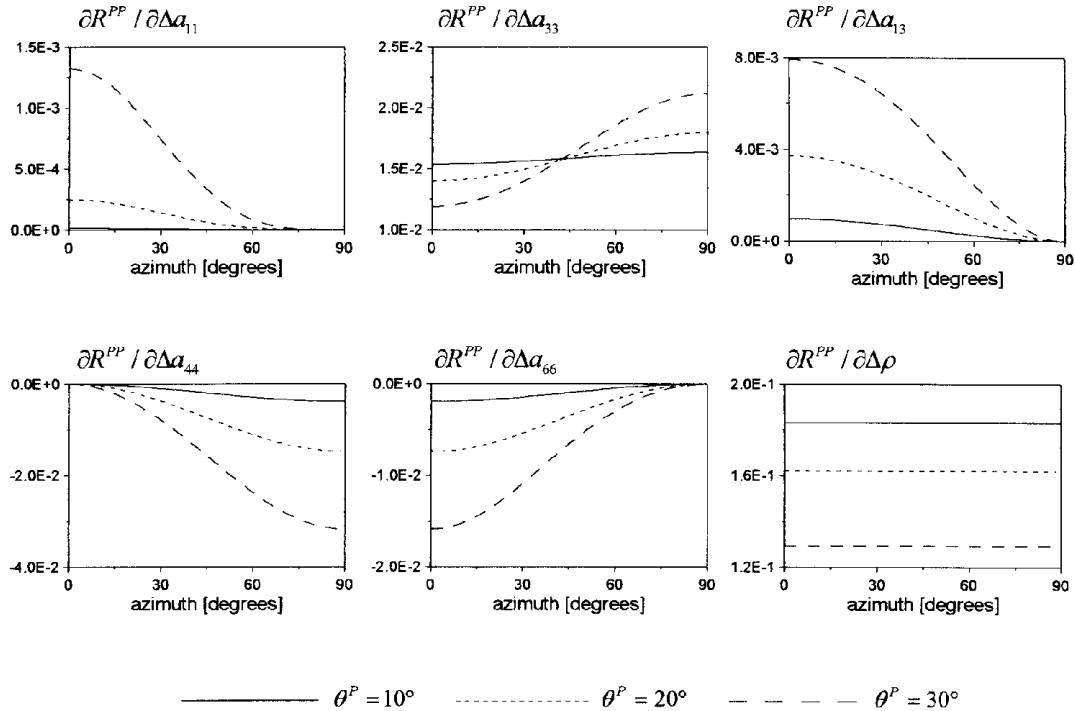 ∂R^PP / ∂Δa₁₁
1.5E-3
1.0E-3
5.0E-4
0.0E+0
0 30 60 90
azimuth [degrees]
∂R^PP / ∂Δa₃₃
2.5E-2
2.0E-2
1.5E-2
1.0E-2
0 30 60 90
azimuth [degrees]
∂R^PP / ∂Δa₁₃
8.0E-3
4.0E-3
0.0E+0
0 30 60 90
azimuth [degrees]
∂R^PP / ∂Δa₄₄
0.0E+0
-2.0E-2
-4.0E-2
0 30 60 90
azimuth [degrees]
∂R^PP / ∂Δa₆₆
0.0E+0
-1.0E-2
-2.0E-2
0 30 60 90
azimuth [degrees]
∂R^PP / ∂Δρ
2.0E-1
1.6E-1
1.2E-1
0 30 60 90
azimuth [degrees]
θ^P = 10° θ^P = 20° θ^P = 30°